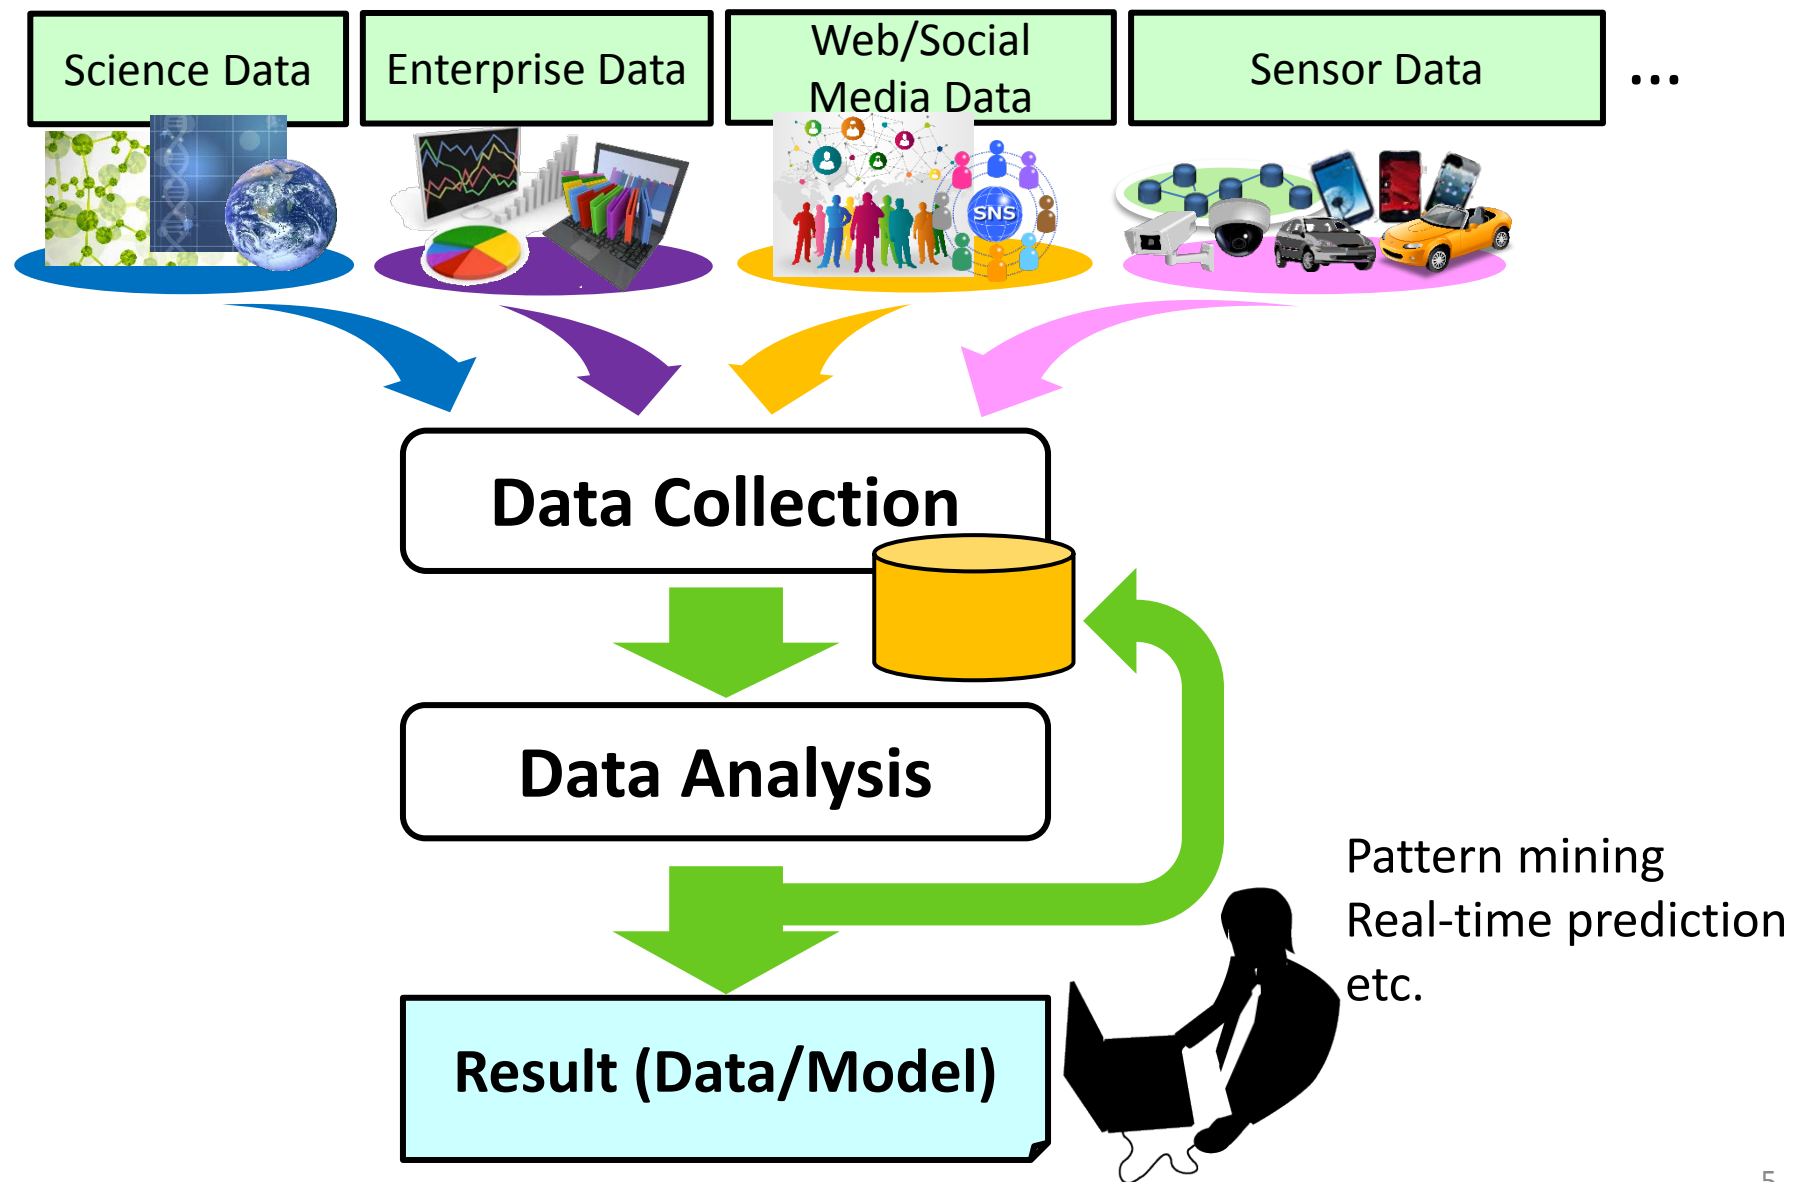 Science Data
Enterprise Data
Web/Social
Media Data
Sensor Data
...
SNS
Data Collection
Data Analysis
Pattern mining
Real-time prediction
etc.
Result (Data/Model)
5